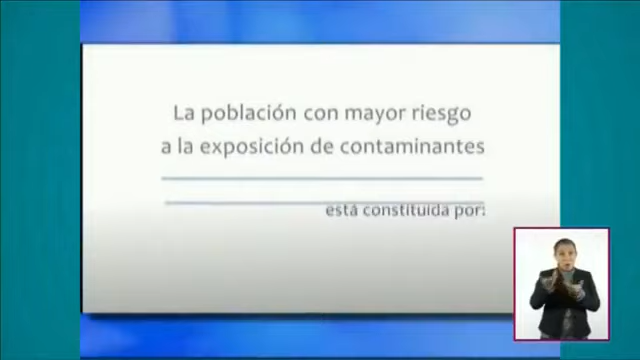 La población con mayor riesgo
a la exposición de contaminantes
está constituida por: